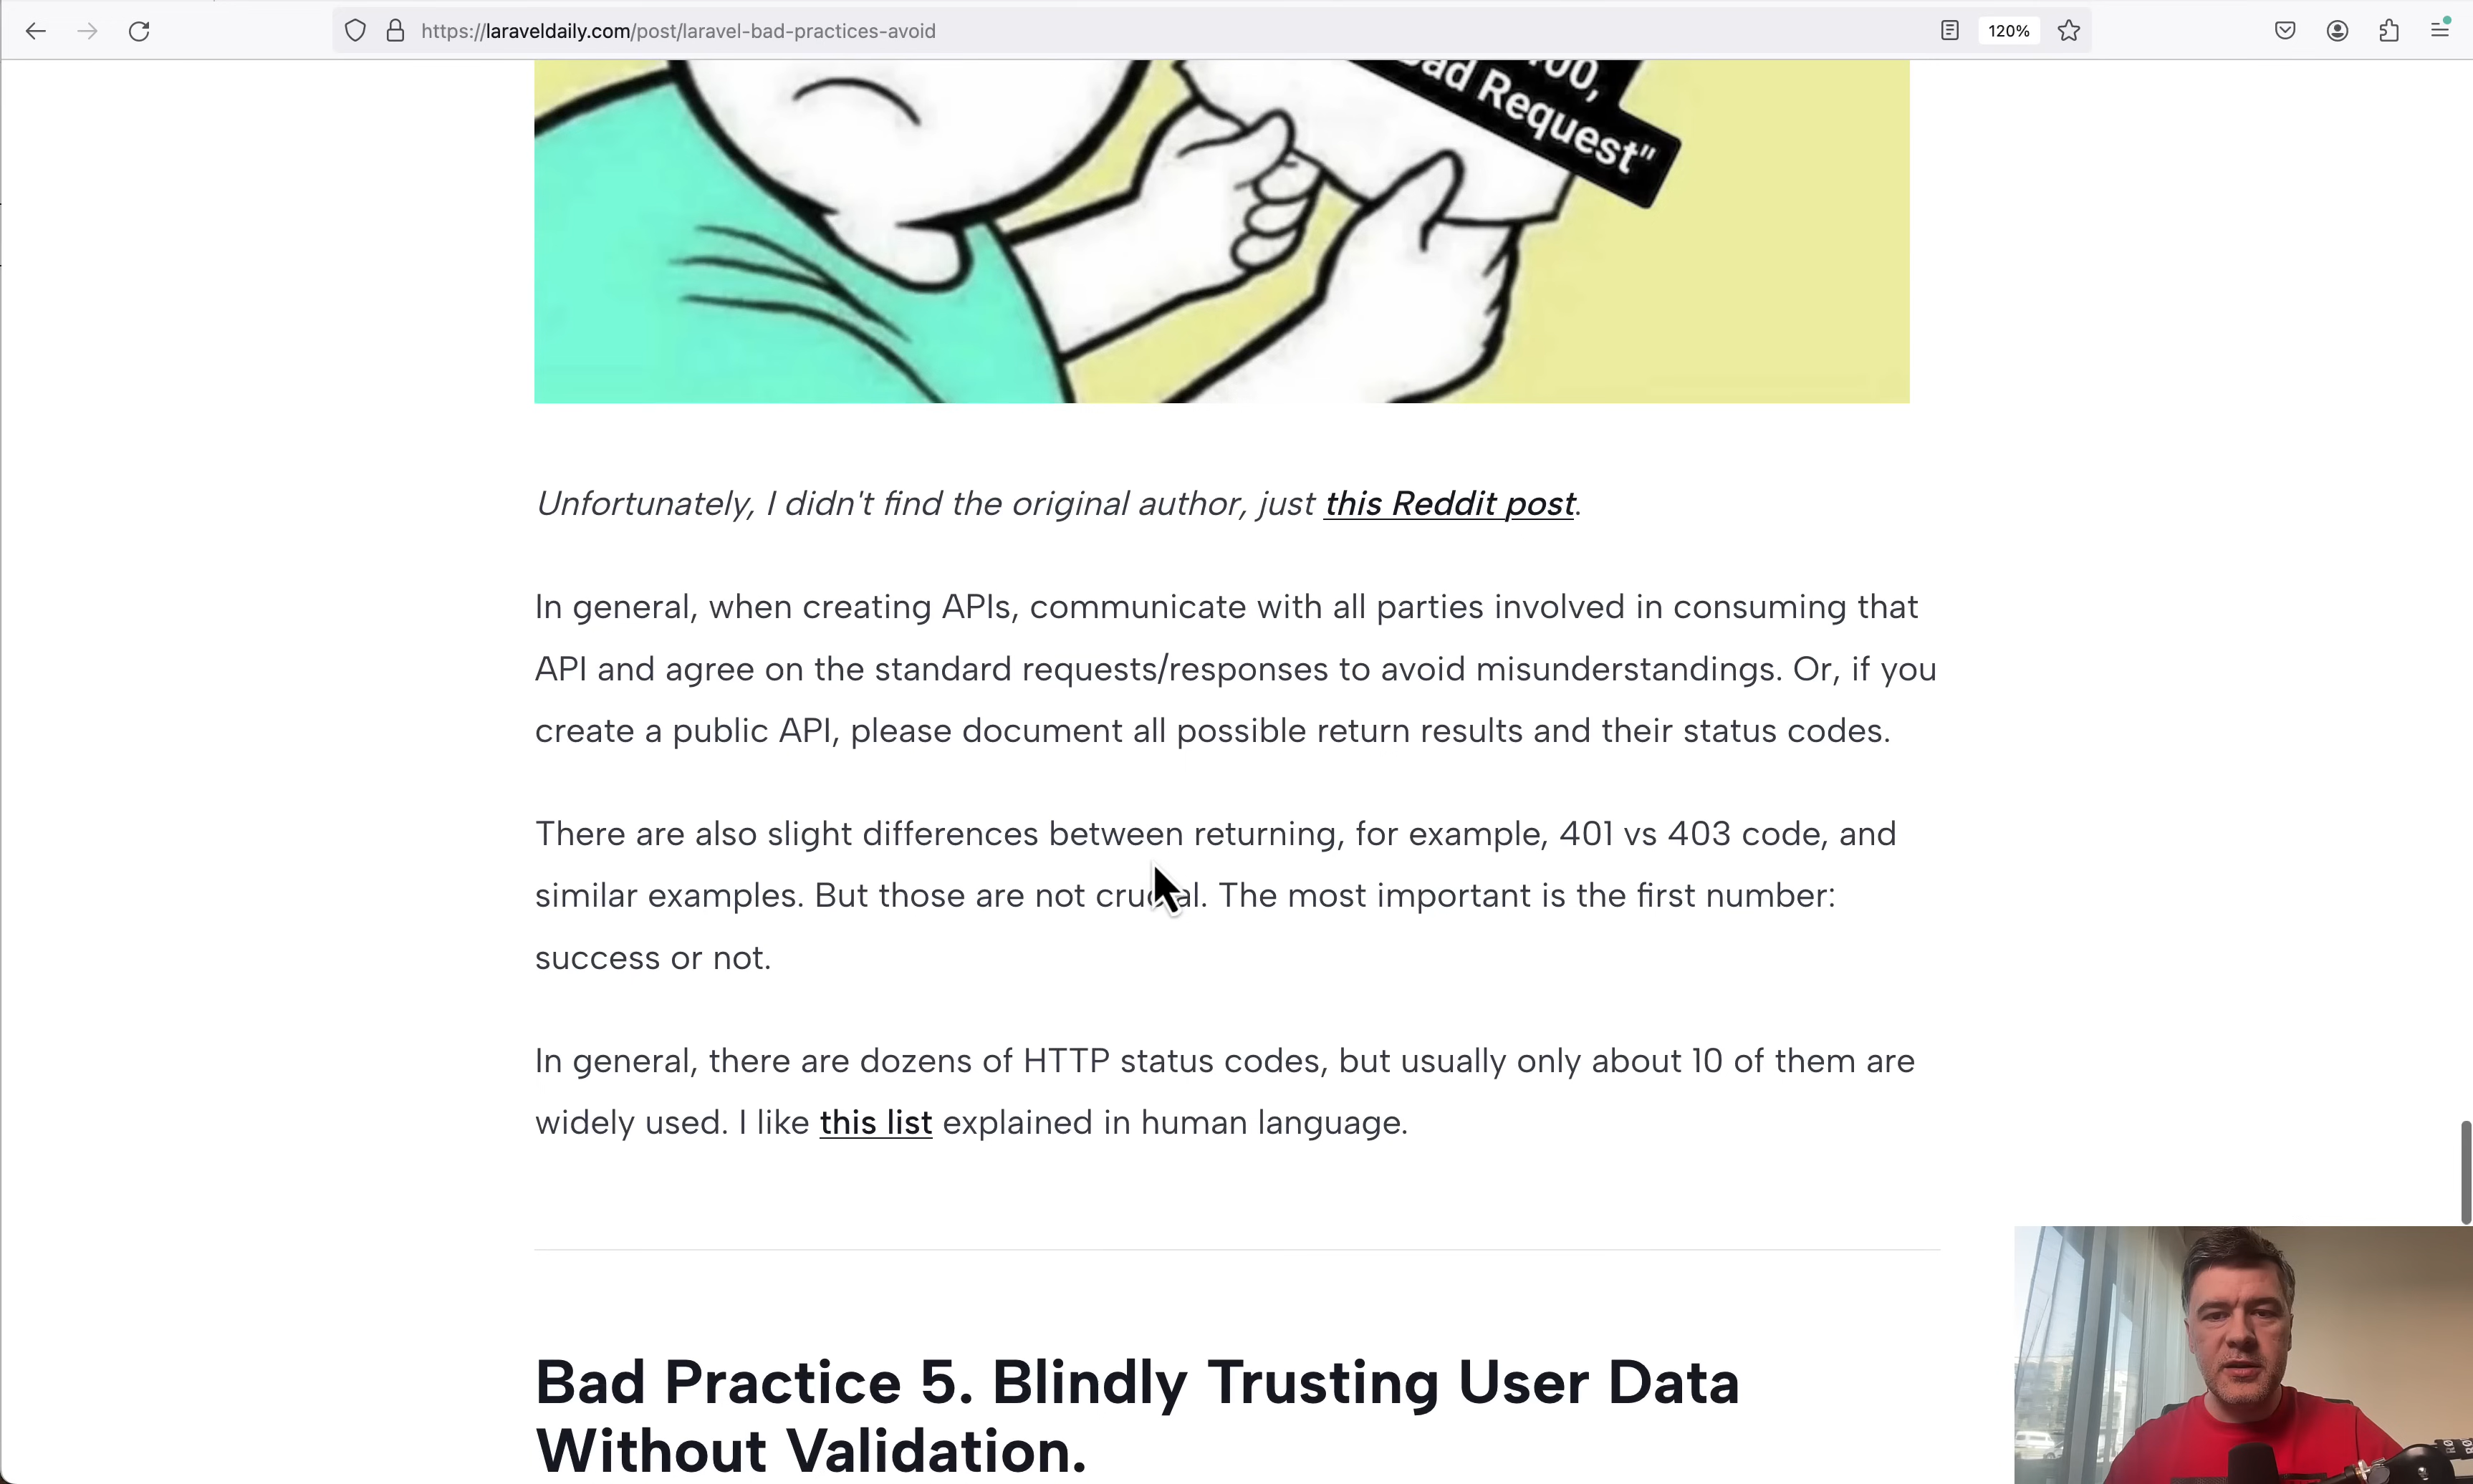 https://laraveldaily.com/post/laravel-bad-practices-avoid
120%
Request"
Unfortunately, I didn't find the original author, just this Reddit post.
In general, when creating APIs, communicate with all parties involved in consuming that
API and agree on the standard requests/responses to avoid misunderstandings. Or, if you
create a public API, please document all possible return results and their status codes.
There are also slight differences between returning, for example, 401 vs 403 code, and
similar examples. But those are not crucial. The most important is the first number:
success or not.
In general, there are dozens of HTTP status codes, but usually only about 10 of them are
widely used. I like this list explained in human language.
Bad Practice 5. Blindly Trusting User Data
Without Validation.